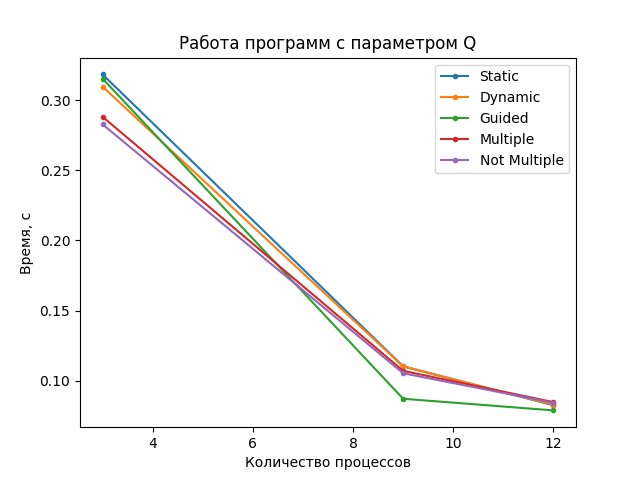 Работа программ с параметром Q
Static
Dynamic
Guided
Multiple
Not Multiple
Время, с
0.30
0.25
0.20
0.15
0.10
4
6
8
10
12
Количество процессов